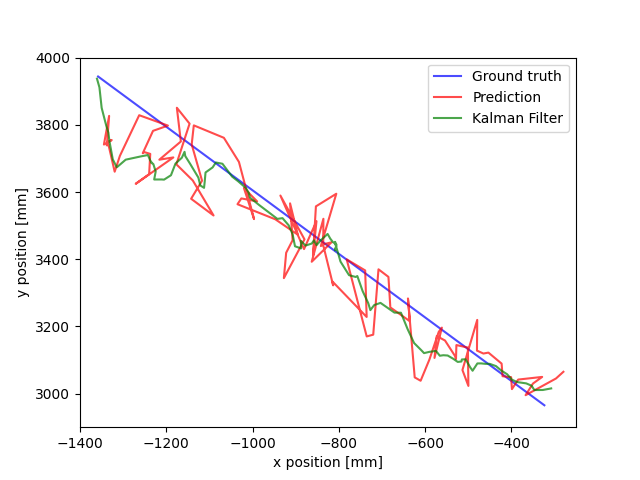 4000
3800
3600
3400
3200
3000
y position [mm]
−1400
−1200
−1000
−800
−600
−400
x position [mm]
Ground truth
Prediction
Kalman Filter